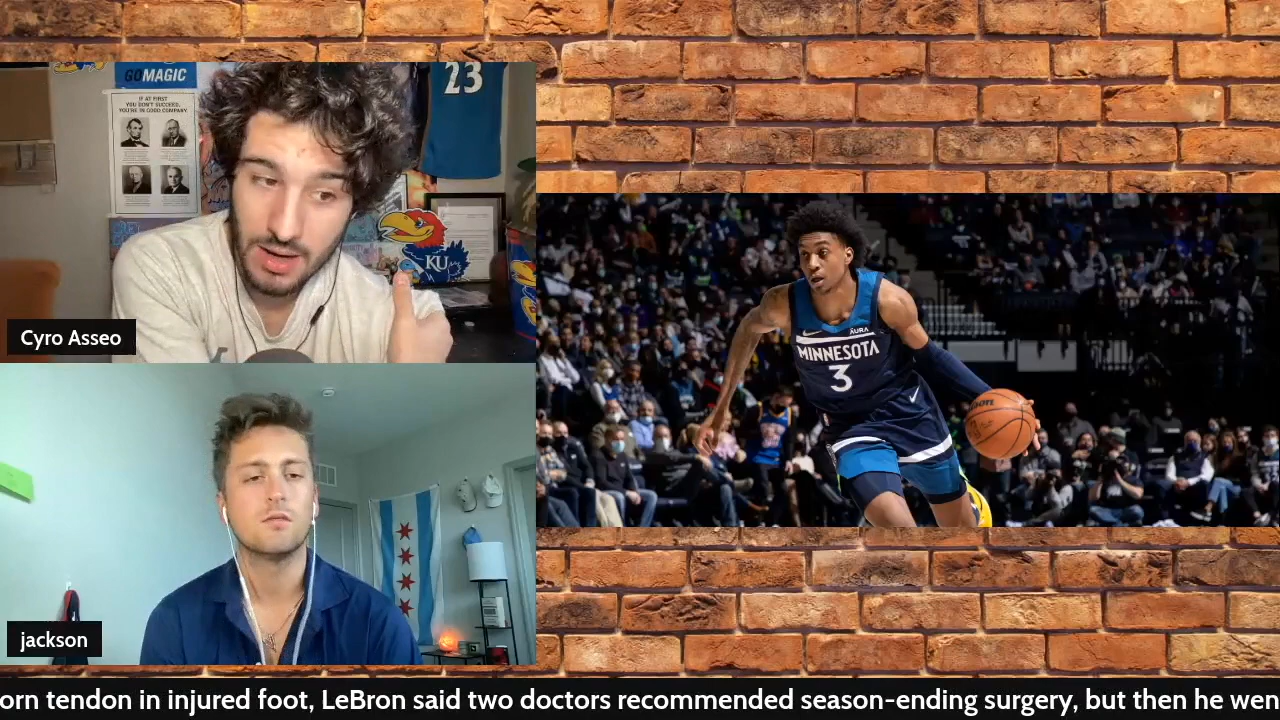 GO MAGIC
IF AT FIRST
YOU DON'T SUCCEED,
YOU'RE IN GOOD COMPANY.
23
KU
Cyro Asseo
jackson
AURA
MINNESOTA
3
orn tendon in injured foot, LeBron said two doctors recommended season-ending surgery, but then he wen